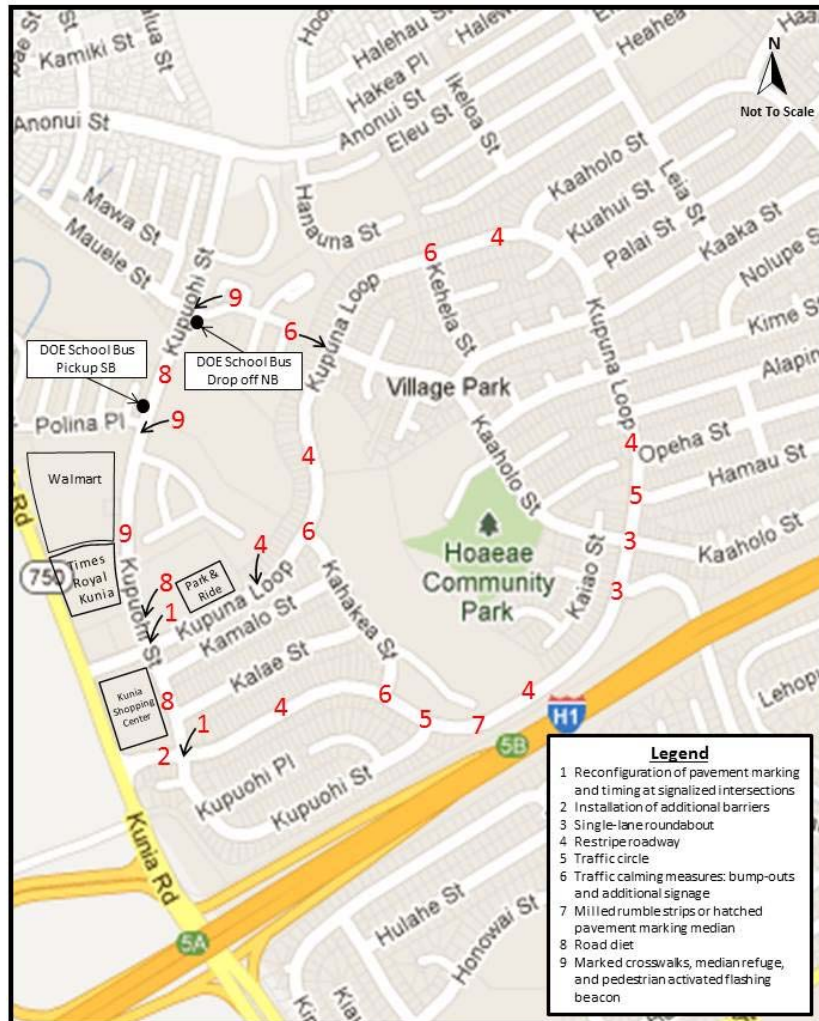 Kamiki St
Halehau St
Hakea Pl
Heahea
Ikeloa St
Anonui St
Anonui St
Eleu St
N
Not To Scale
Kaaholo St
Leia St
Mawa St
Mauele St
Hanauna St
Kuahui St
Palai St
Kaaka St
6
4
Kehela St
Kupuohi St
Kupuna Loop
Kupuna Loop
9
6
Kime St
DOE School Bus
Pickup SB
DOE School Bus
Drop off NB
8
Village Park
Polina Pl
9
4
4
Opeha St
Hamau St
5
Walmart
Kaaholo St
9
6
3
Kaaholo St
Hoaeae
Community
Park
Kaiao St
3
750
Times
Royal
Kunia
8
1
Park &
Ride
4
Kupuohi St
Kupuna Loop
Kamalo St
Kahakea St
Kalae St
Kunia
Shopping
Center
8
4
6
5
7
4
H1
5B
2
1
Kupuohi Pl
Kupuohi St
Kunia Rd
5A
Hulahe St
Honowai St
Rd
Legend
1 Reconfiguration of pavement marking
and timing at signalized intersections
2 Installation of additional barriers
3 Single-lane roundabout
4 Restripe roadway
5 Traffic circle
6 Traffic calming measures: bump-outs
and additional signage
7 Milled rumble strips or hatched
pavement marking median
8 Road diet
9 Marked crosswalks, median refuge,
and pedestrian activated flashing
beacon